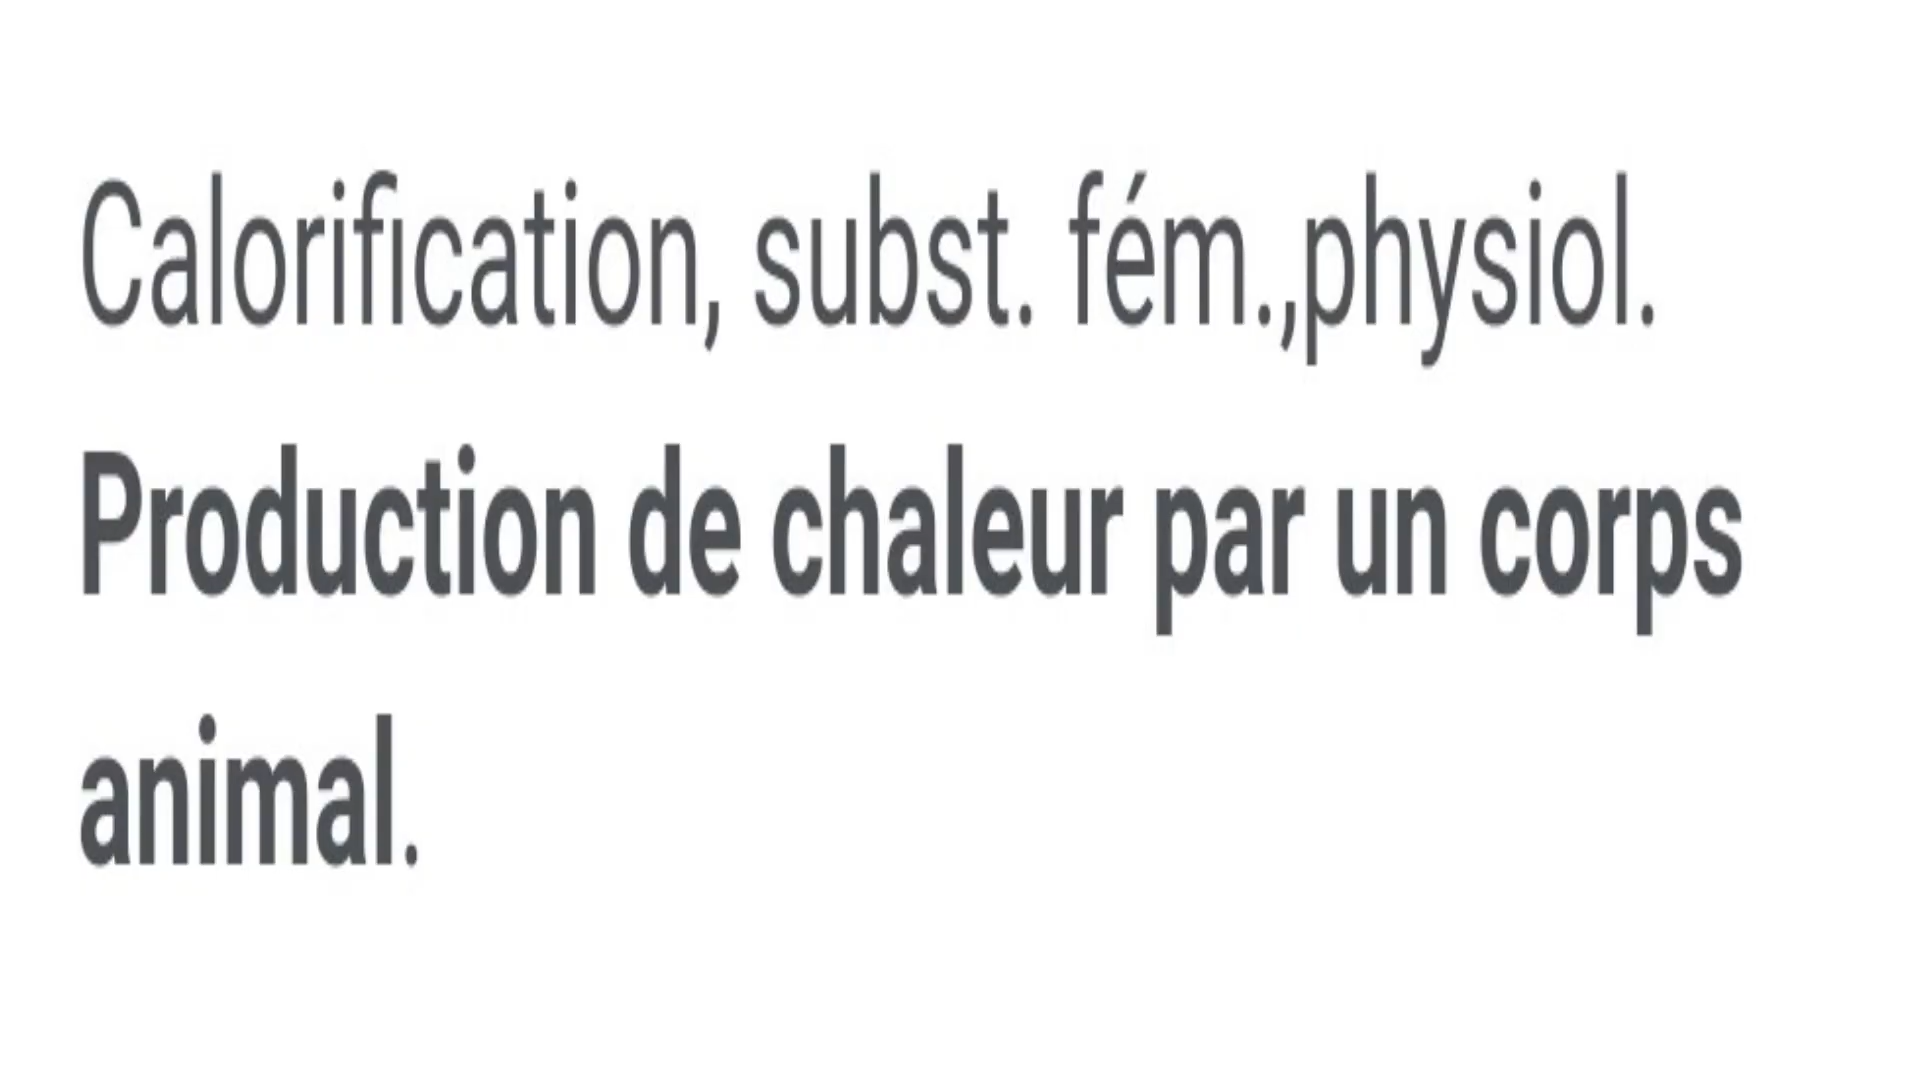 Calorification, subst. fém.,physiol.
Production de chaleur par un corps
animal.